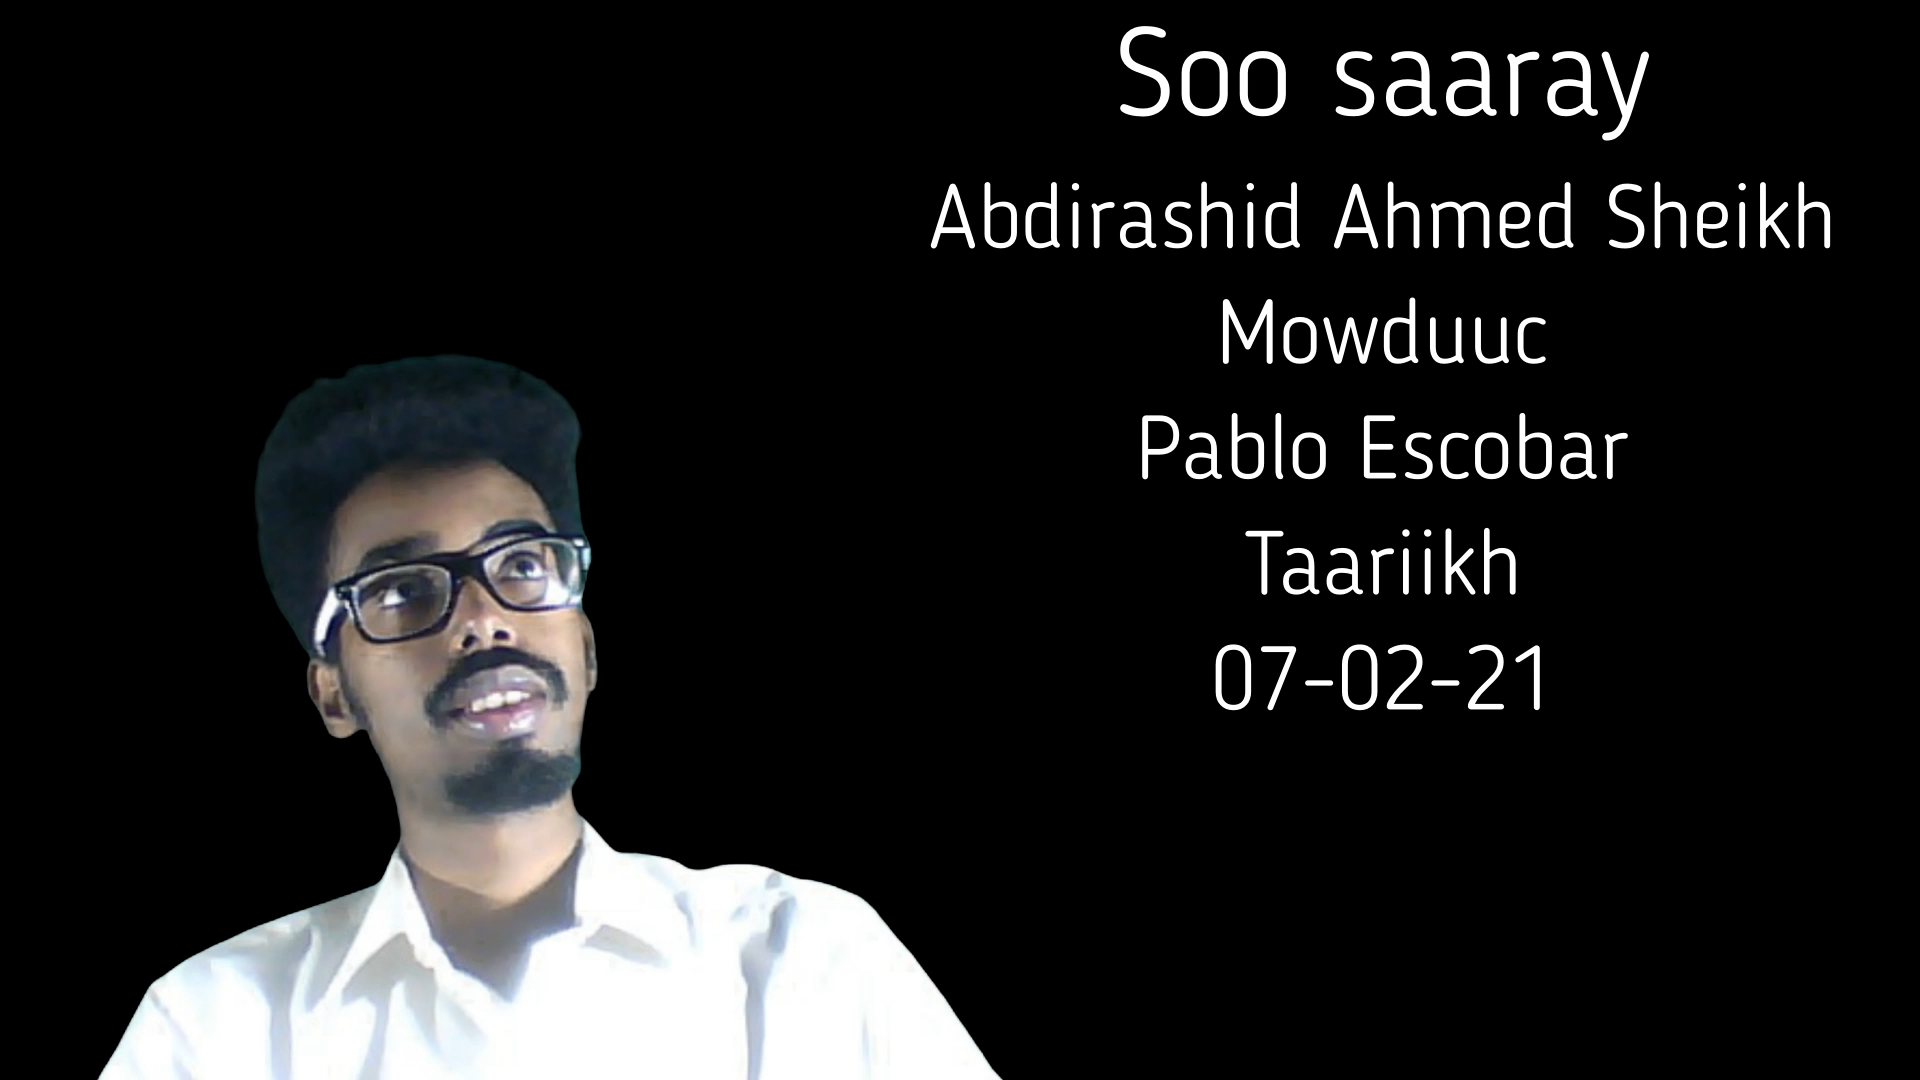 Soo saaray
Abdirashid Ahmed Sheikh
Mowduuc
Pablo Escobar
Taariikh
07-02-21